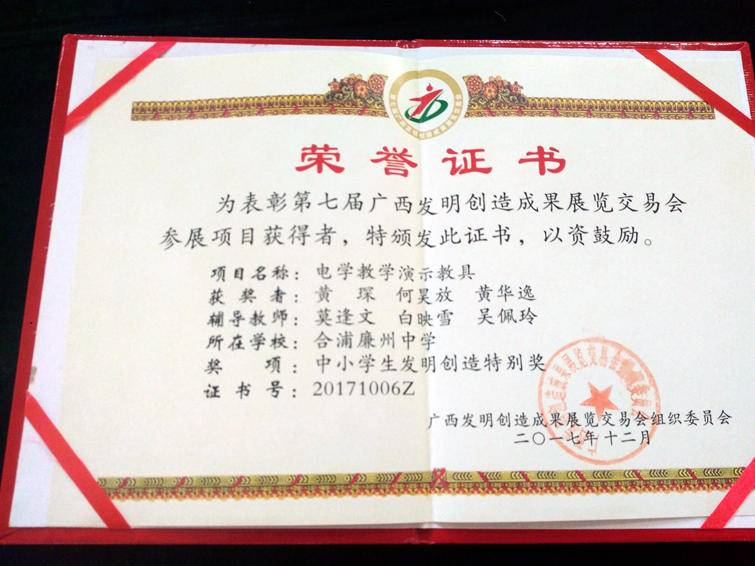 荣誉证书
为表彰第七届广西发明创造成果展览交易会
参展项目获得者，特颁发此证书，以资鼓励。
项目名称：电学教学演示教具
获奖者：黄琛 何昊放 黄华逸
辅导教师：莫逢文 白映雪 吴佩玲
所在学校：合浦廉州中学
奖项：中小学生发明创造特别奖
证书号：20171006Z
广西发明创造成果展览交易会组织委员会
二〇一七年十二月